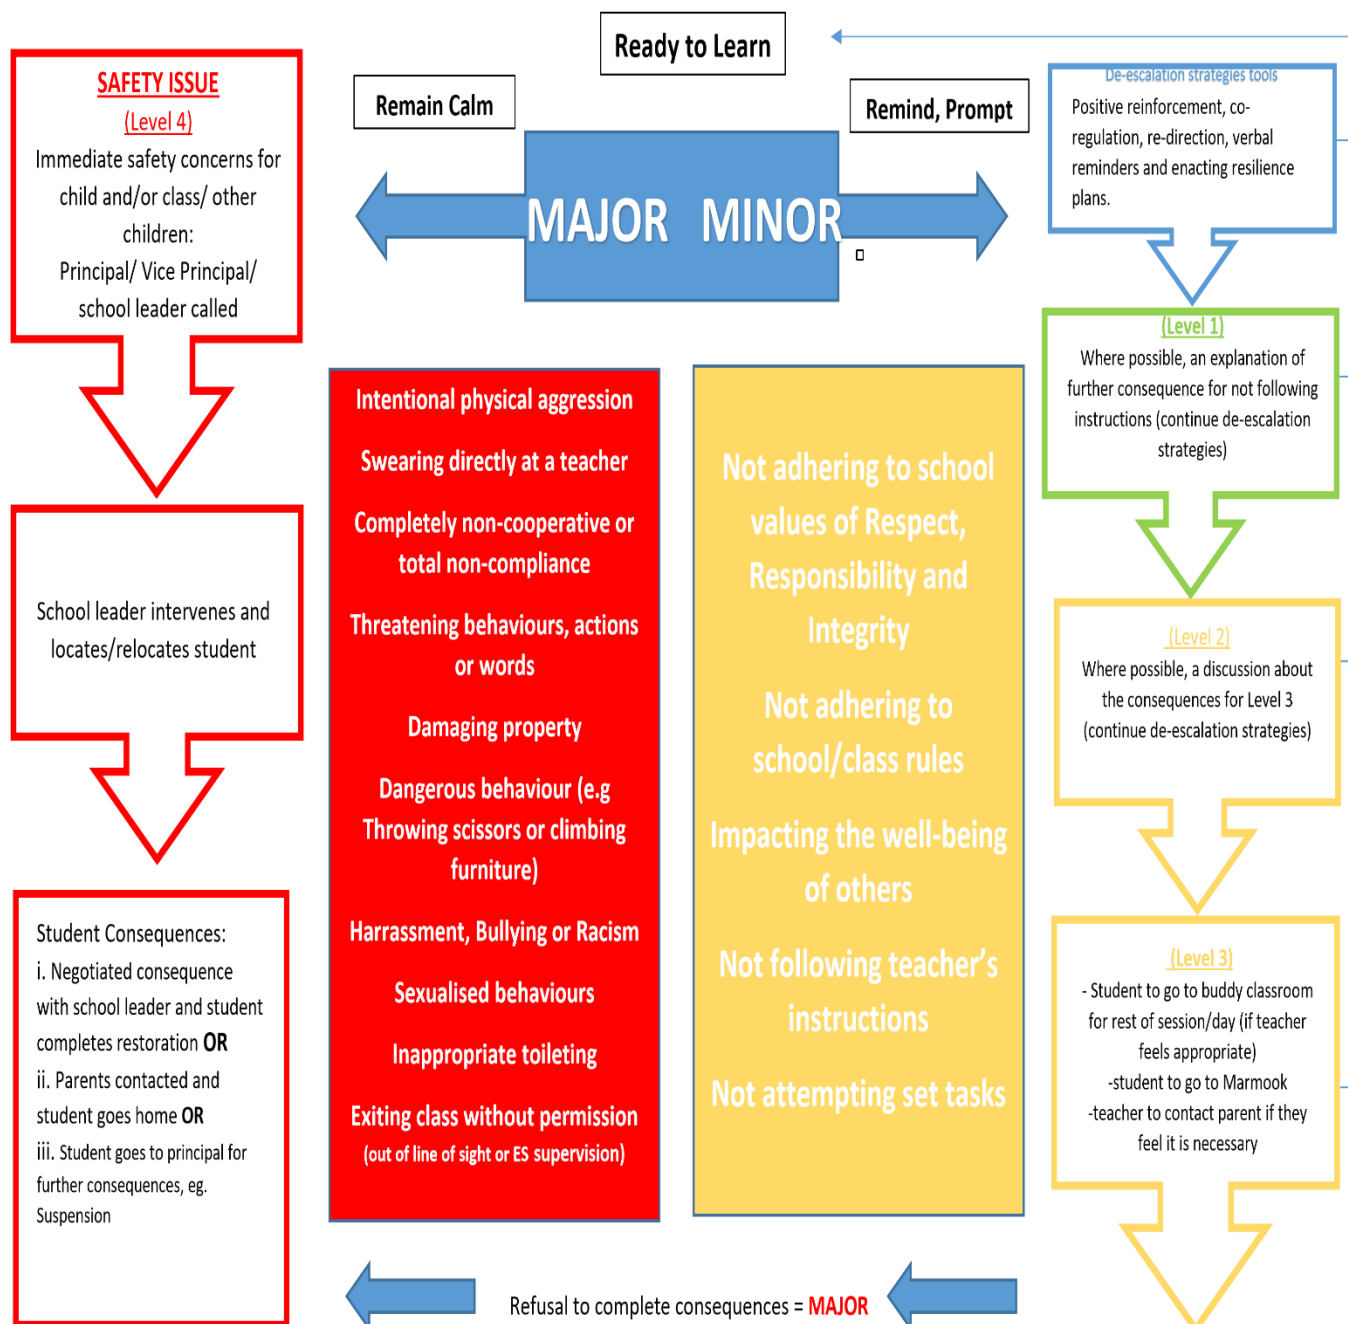 Ready to Learn
SAFETY ISSUE
(Level 4)
Immediate safety concerns for
child and/or class/ other
children:
Principal/ Vice Principal/
school leader called
Remain Calm
Remind, Prompt
MAJOR MINOR
De-escalation strategies tools
Positive reinforcement, co-
regulation, re-direction, verbal
reminders and enacting resilience
plans.
(Level 1)
Where possible, an explanation of
further consequence for not following
instructions (continue de-escalation
strategies)
School leader intervenes and
locates/relocates student
Intentional physical aggression
Swearing directly at a teacher
Completely non-cooperative or
total non-compliance
Threatening behaviours, actions
or words
Damaging property
Dangerous behaviour (e.g
Throwing scissors or climbing
furniture)
Harrassment, Bullying or Racism
Sexualised behaviours
Inappropriate toileting
Exiting class without permission
(out of line of sight or ES supervision)
Not adhering to school
values of Respect,
Responsibility and
Integrity
Not adhering to
school/class rules
Impacting the well-being
of others
Not following teacher’s
instructions
Not attempting set tasks
(Level 2)
Where possible, a discussion about
the consequences for Level 3
(continue de-escalation strategies)
Student Consequences:
i. Negotiated consequence
with school leader and student
completes restoration OR
ii. Parents contacted and
student goes home OR
iii. Student goes to principal for
further consequences, eg.
Suspension
(Level 3)
- Student to go to buddy classroom
for rest of session/day (if teacher
feels appropriate)
-student to go to Marmook
-teacher to contact parent if they
feel it is necessary
Refusal to complete consequences = MAJOR